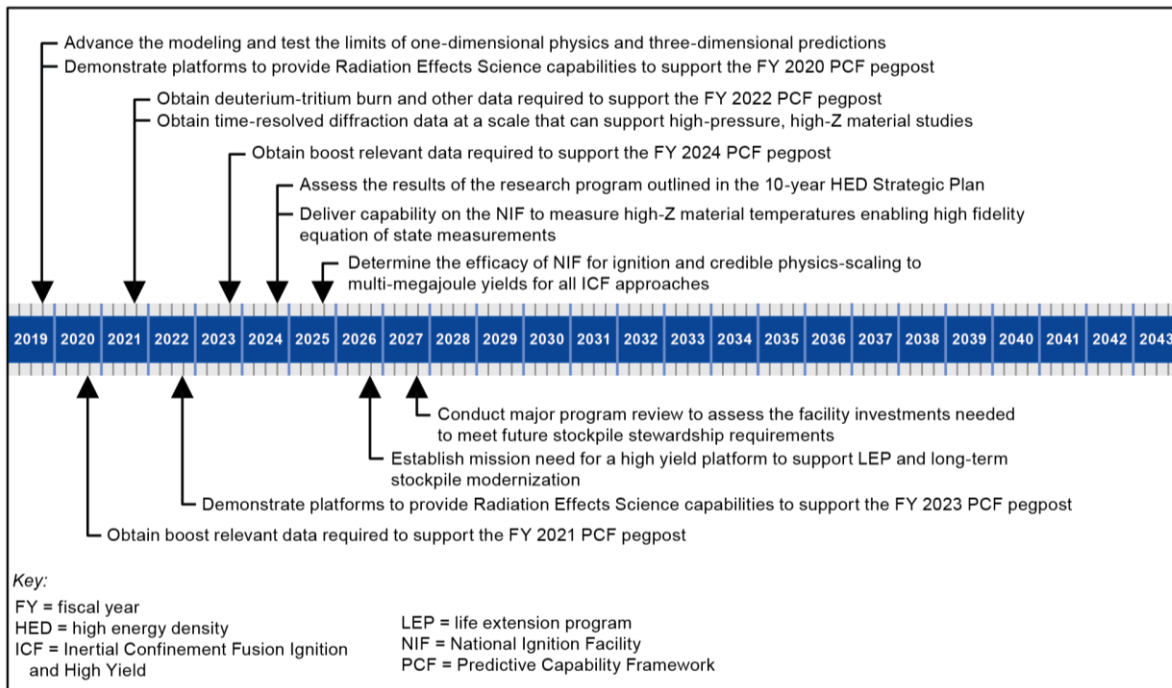 Advance the modeling and test the limits of one-dimensional physics and three-dimensional predictions
Demonstrate platforms to provide Radiation Effects Science capabilities to support the FY 2020 PCF pegpost
Obtain deuterium-tritium burn and other data required to support the FY 2022 PCF pegpost
Obtain time-resolved diffraction data at a scale that can support high-pressure, high-Z material studies
Obtain boost relevant data required to support the FY 2024 PCF pegpost
Assess the results of the research program outlined in the 10-year HED Strategic Plan
Deliver capability on the NIF to measure high-Z material temperatures enabling high fidelity
equation of state measurements
Determine the efficacy of NIF for ignition and credible physics-scaling to
multi-megajoule yields for all ICF approaches
2019 2020 2021 2022 2023 2024 2025 2026 2027 2028 2029 2030 2031 2032 2033 2034 2035 2036 2037 2038 2039 2040 2041 2042 2043
Conduct major program review to assess the facility investments needed
to meet future stockpile stewardship requirements
Establish mission need for a high yield platform to support LEP and long-term
stockpile modernization
Demonstrate platforms to provide Radiation Effects Science capabilities to support the FY 2023 PCF pegpost
Obtain boost relevant data required to support the FY 2021 PCF pegpost
Key:
FY = fiscal year
HED = high energy density
ICF = Inertial Confinement Fusion Ignition
and High Yield
LEP = life extension program
NIF = National Ignition Facility
PCF = Predictive Capability Framework